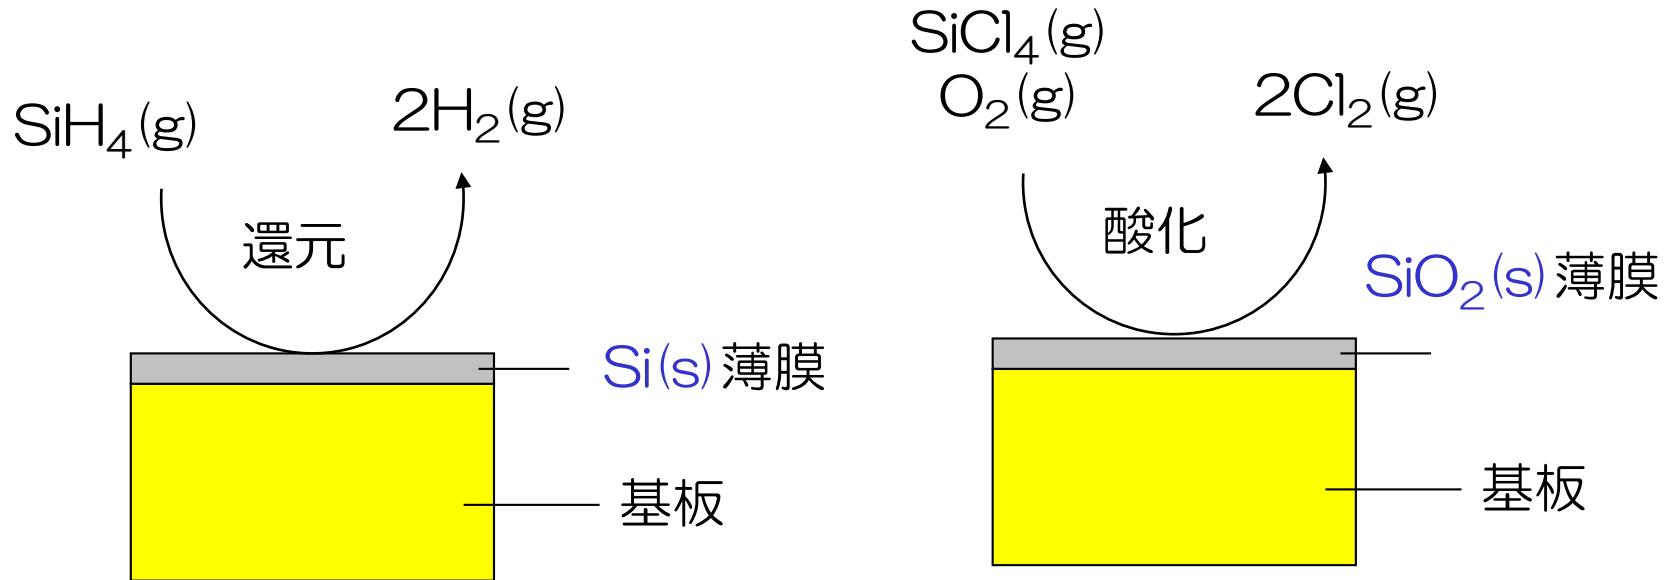 SiH₄(g)
2H₂(g)
還元
Si(s)薄膜
基板
SiCl₄(g)
O₂(g)
2Cl₂(g)
酸化
SiO₂(s)薄膜
基板